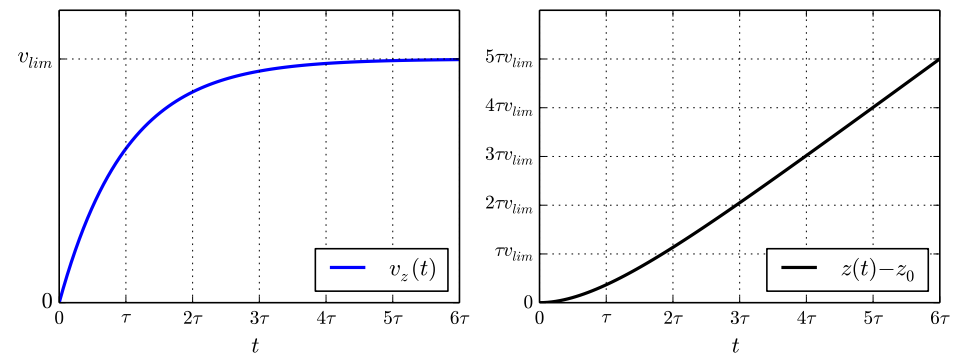 v_lim
0
0 τ 2τ 3τ 4τ 5τ 6τ
t
v_z(t)
5τv_lim
4τv_lim
3τv_lim
2τv_lim
τv_lim
0
0 τ 2τ 3τ 4τ 5τ 6τ
t
z(t)−z_0